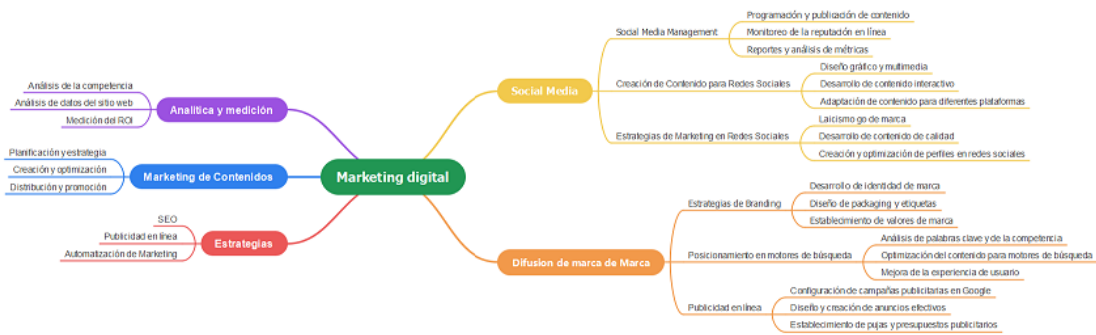 Marketing digital
Analítica y medición
Análisis de la competencia
Análisis de datos del sitio web
Medición del ROI
Marketing de Contenidos
Planificación y estrategia
Creación y optimización
Distribución y promoción
Estrategias
SEO
Publicidad en línea
Automatización de Marketing
Social Media
Social Media Management
Programación y publicación de contenido
Monitoreo de la reputación en línea
Reportes y análisis de métricas
Creación de Contenido para Redes Sociales
Diseño gráfico y multimedia
Desarrollo de contenido interactivo
Adaptación de contenido para diferentes plataformas
Estrategias de Marketing en Redes Sociales
Laicismo go de marca
Desarrollo de contenido de calidad
Creación y optimización de perfiles en redes sociales
Difusion de marca de Marca
Estrategias de Branding
Desarrollo de identidad de marca
Diseño de packaging y etiquetas
Establecimiento de valores de marca
Posicionamiento en motores de búsqueda
Análisis de palabras clave y de la competencia
Optimización del contenido para motores de búsqueda
Mejora de la experiencia de usuario
Publicidad en línea
Configuración de campañas publicitarias en Google
Diseño y creación de anuncios efectivos
Establecimiento de pujas y presupuestos publicitarios